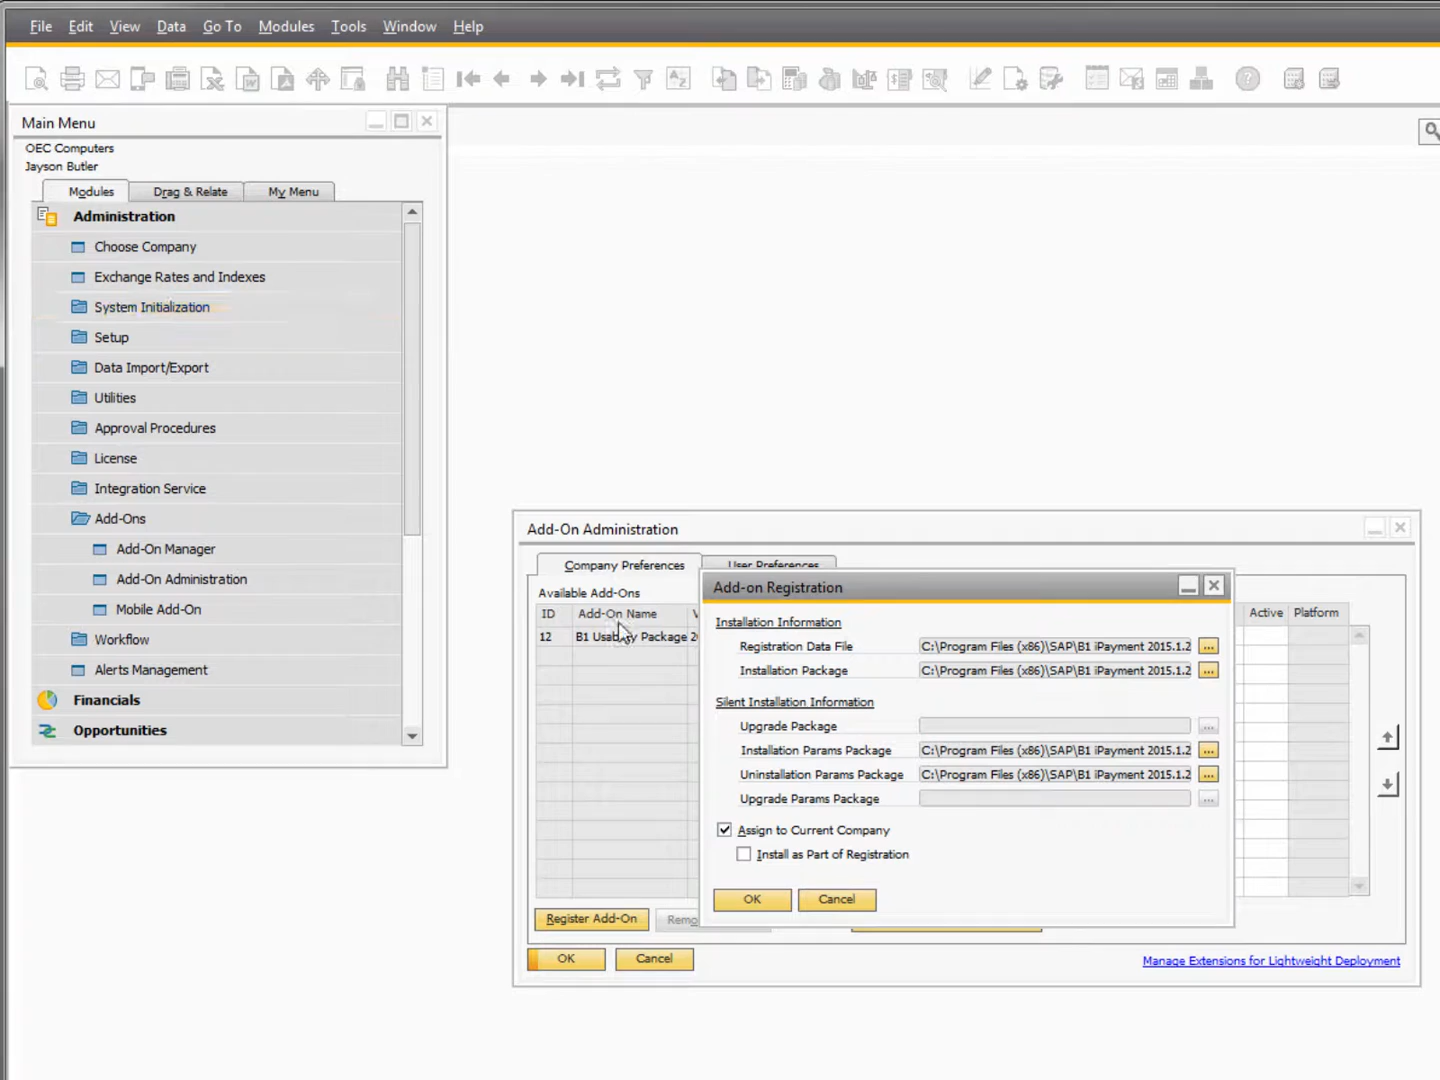 File Edit View Data Go To Modules Tools Window Help
Main Menu
OEC Computers
Jayson Butler
Modules Drag & Relate My Menu
Administration
Choose Company
Exchange Rates and Indexes
System Initialization
Setup
Data Import/Export
Utilities
Approval Procedures
License
Integration Service
Add-Ons
Add-On Manager
Add-On Administration
Mobile Add-On
Workflow
Alerts Management
Financials
Opportunities
Add-On Administration
Company Preferences User Preferences
Available Add-Ons
ID Add-On Name
12 B1 Package
Active Platform
Add-on Registration
Installation Information
Registration Data File C:\Program Files (x86)\SAP\B1 iPayment 2015.1.2 ...
Installation Package C:\Program Files (x86)\SAP\B1 iPayment 2015.1.2 ...
Silent Installation Information
Upgrade Package ...
Installation Params Package C:\Program Files (x86)\SAP\B1 iPayment 2015.1.2 ...
Uninstallation Params Package C:\Program Files (x86)\SAP\B1 iPayment 2015.1.2 ...
Upgrade Params Package ...
Assign to Current Company
Install as Part of Registration
OK Cancel
Register Add-On
OK Cancel
Manage Extensions for Lightweight Deployment